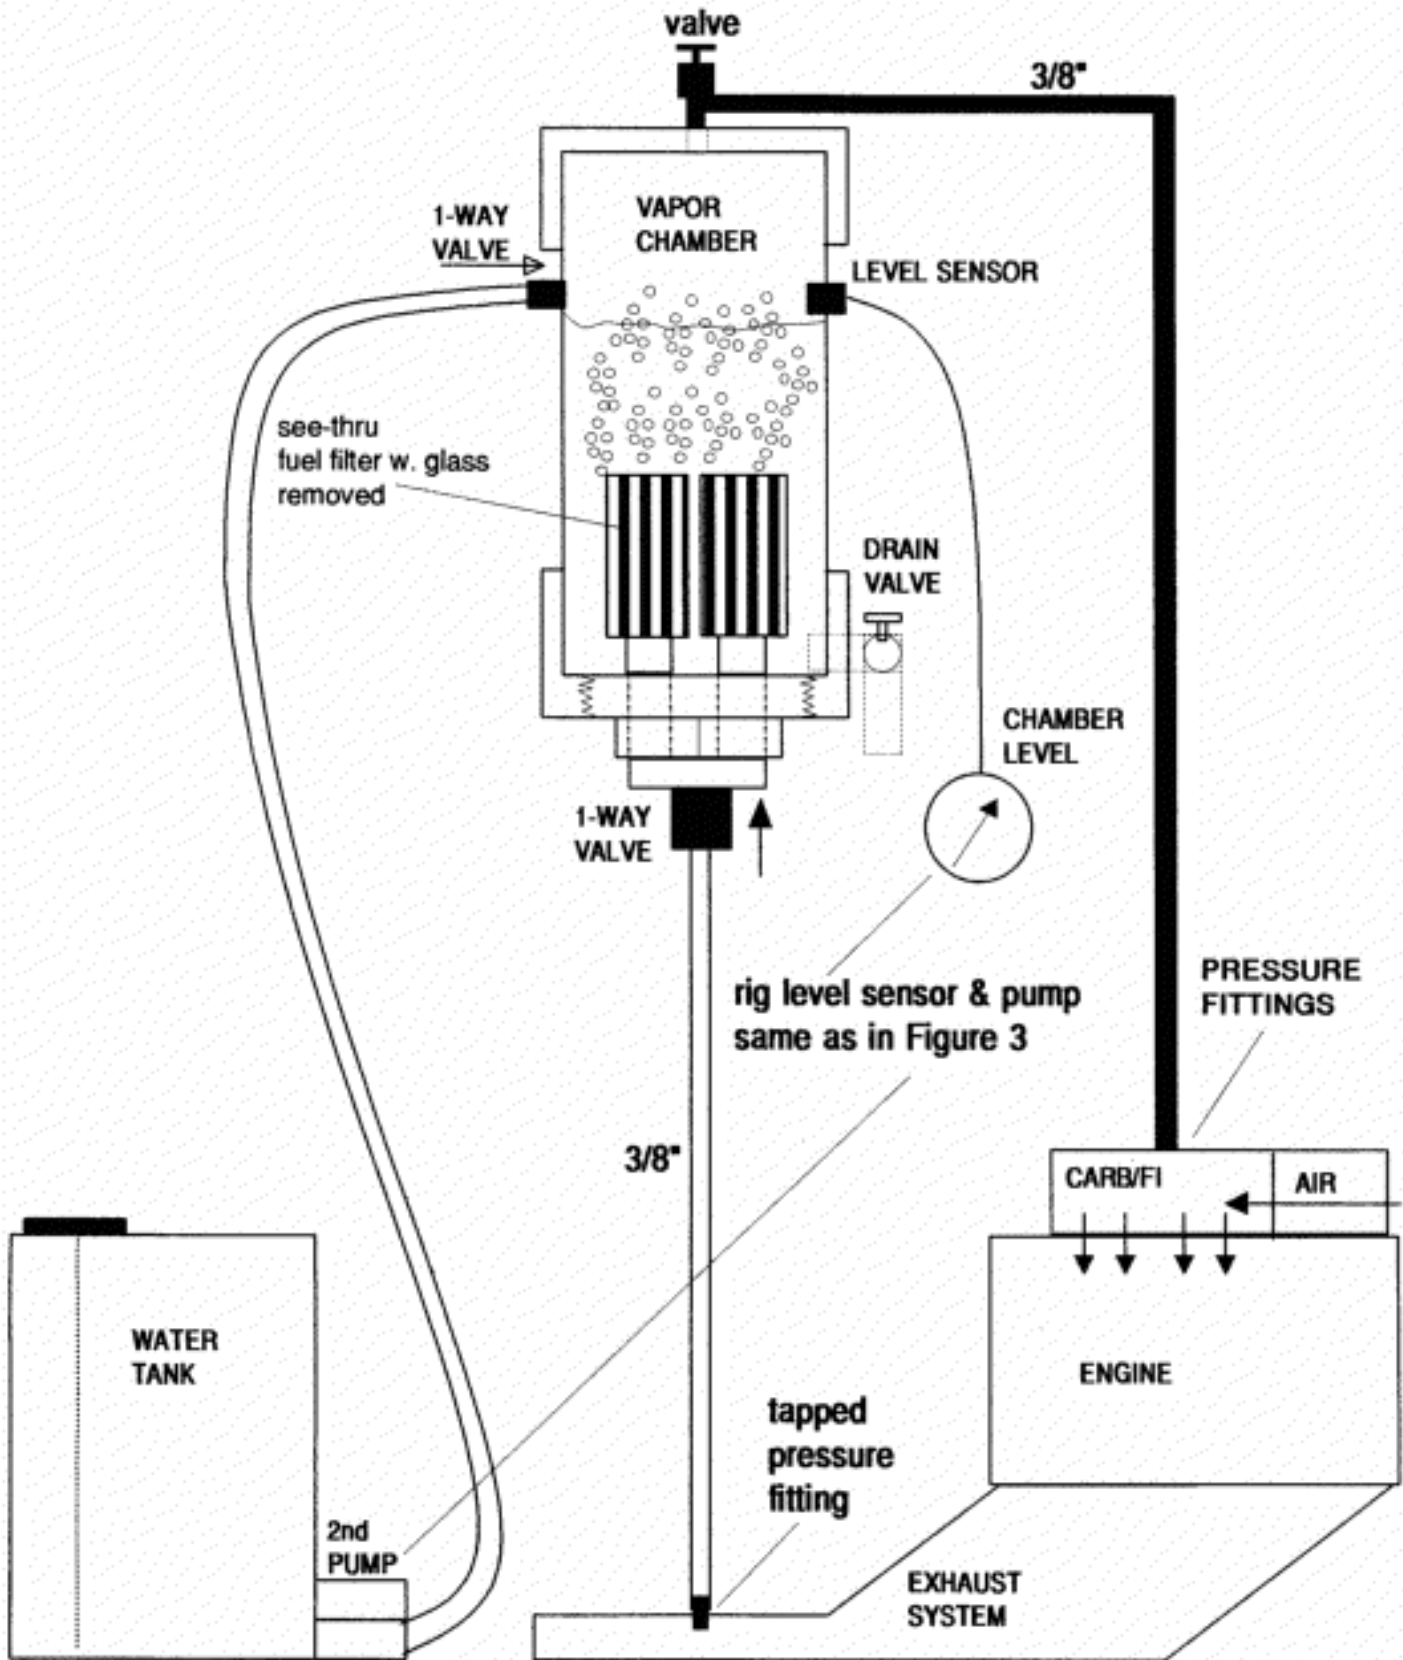 valve
3/8"
1-WAY
VALVE
VAPOR
CHAMBER
LEVEL SENSOR
see-thru
fuel filter w. glass
removed
DRAIN
VALVE
CHAMBER
LEVEL
1-WAY
VALVE
rig level sensor & pump
same as in Figure 3
PRESSURE
FITTINGS
3/8"
CARB/FI
AIR
WATER
TANK
ENGINE
tapped
pressure
fitting
2nd
PUMP
EXHAUST
SYSTEM